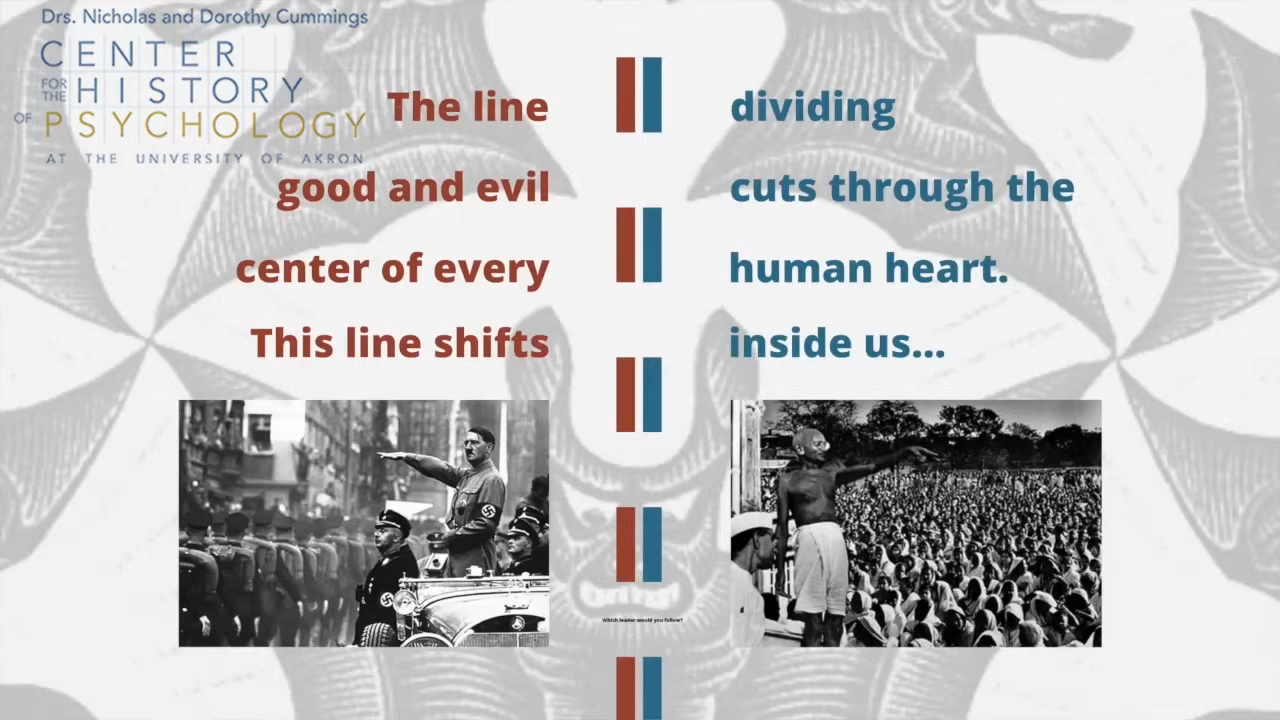 Drs. Nicholas and Dorothy Cummings
CENTER
FOR THE HISTORY
OF PSYCHOLOGY
AT THE UNIVERSITY OF AKRON
The line dividing
good and evil cuts through the
center of every human heart.
This line shifts inside us...
Which leader would you follow?